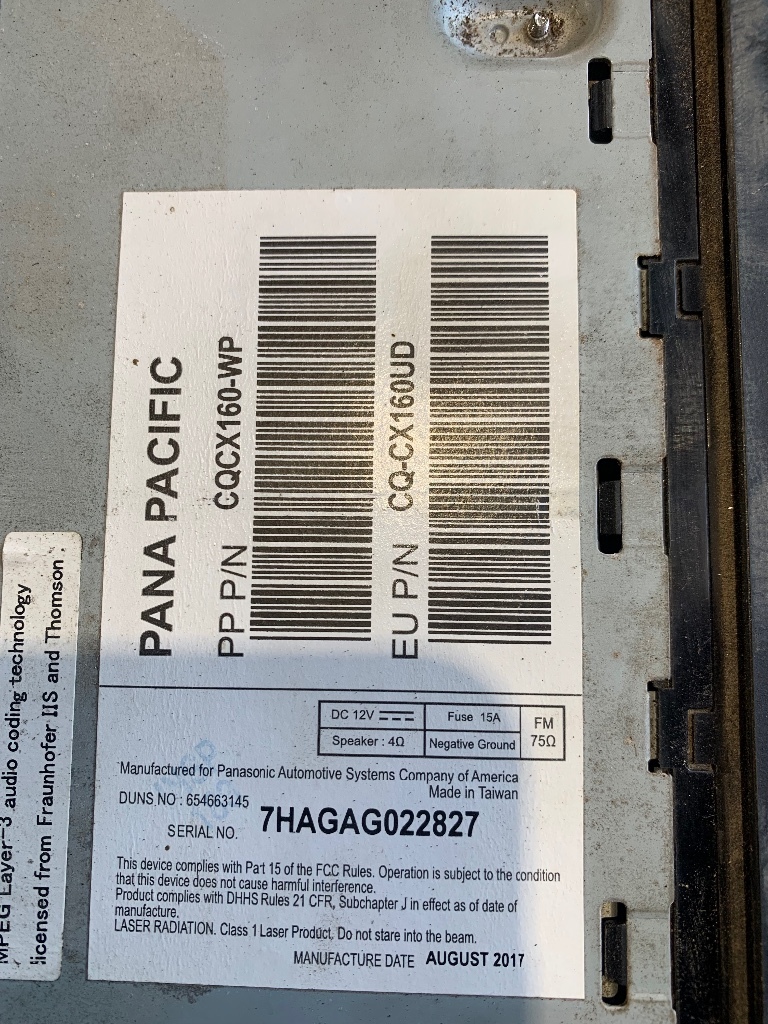 PANA PACIFIC
PP P/N CQCX160-WP
EU P/N CQ-CX160UD
DC 12V
Fuse 15A
FM 75Ω
Speaker : 4Ω
Negative Ground
Manufactured for Panasonic Automotive Systems Company of America
Made in Taiwan
DUNS NO : 654663145
SERIAL NO. 7HAGAG022827
This device complies with Part 15 of the FCC Rules. Operation is subject to the condition
that this device does not cause harmful interference.
Product complies with DHHS Rules 21 CFR, Subchapter J in effect as of date of
manufacture.
LASER RADIATION. Class 1 Laser Product. Do not stare into the beam.
MANUFACTURE DATE AUGUST 2017
MPEG Layer-3 audio coding technology
licensed from Fraunhofer IIS and Thomson.